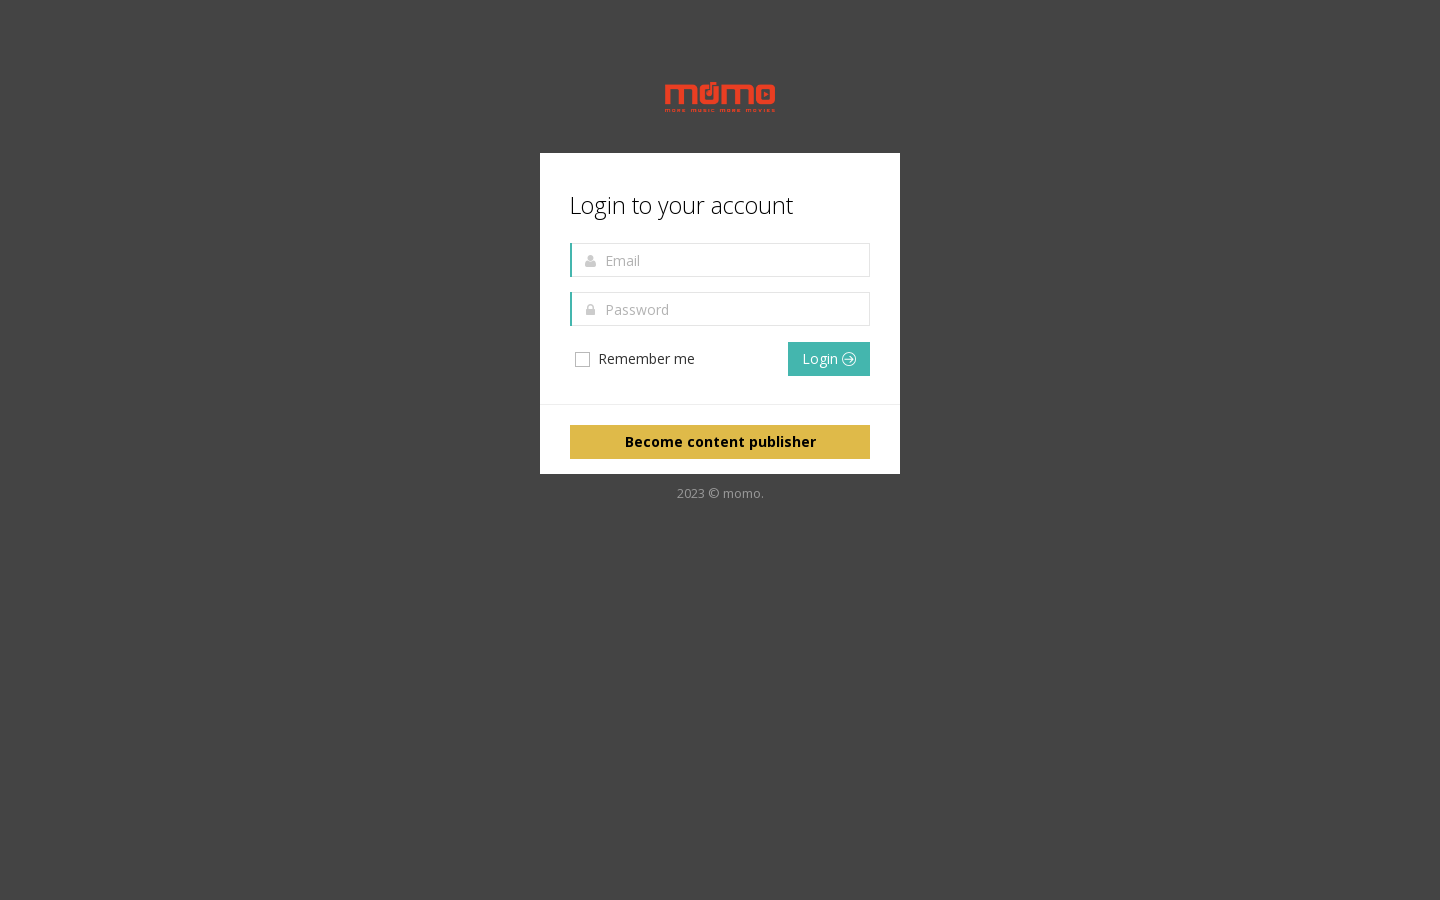 momo
MORE MUSIC MORE MOVIES
Login to your account
Email
Password
Remember me
Login
Become content publisher
2023 © momo.